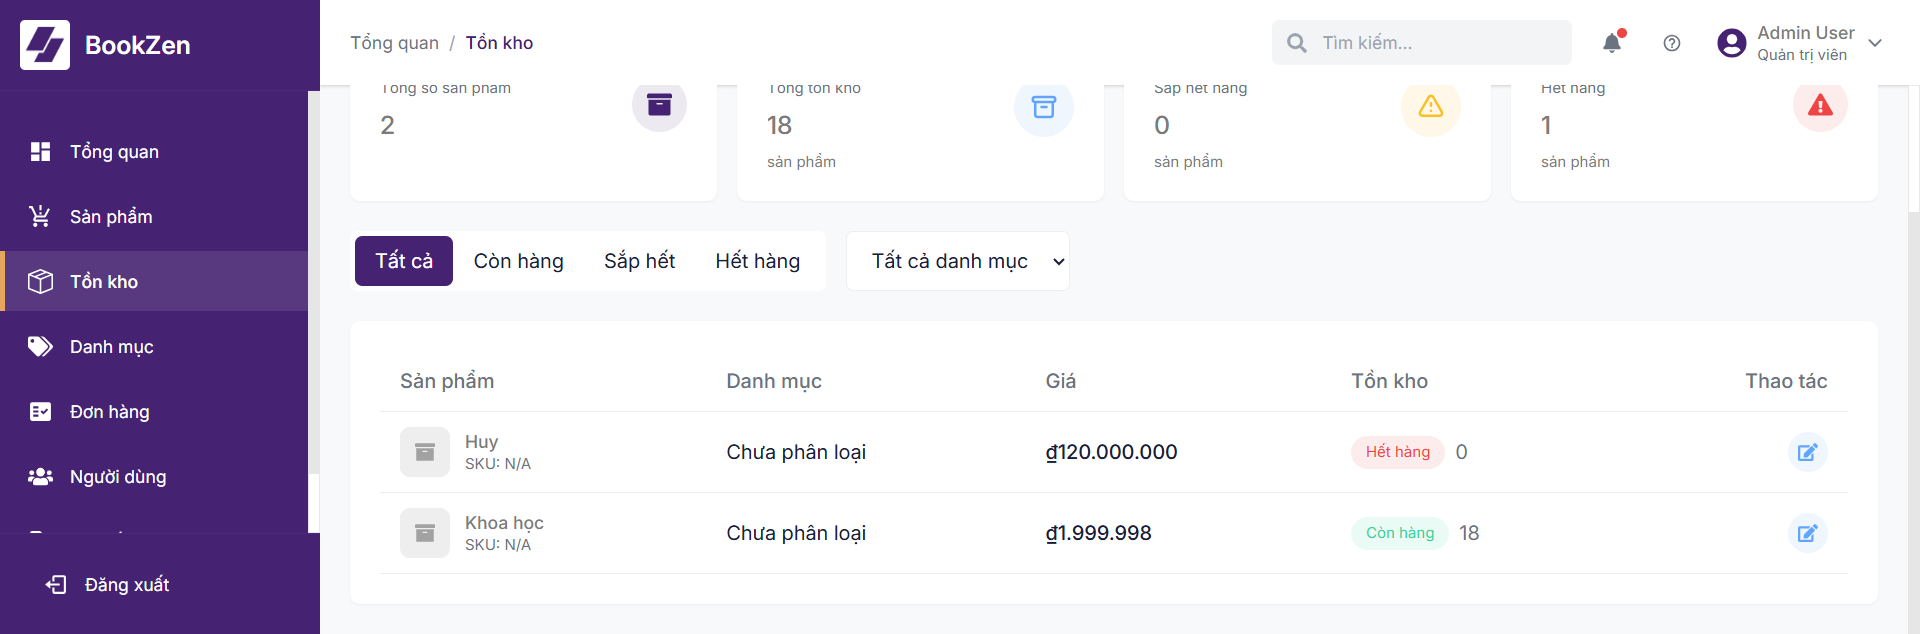 BookZen
Tổng quan / Tồn kho
Tìm kiếm...
Admin User
Quản trị viên
Tổng quan
Sản phẩm
Tồn kho
Danh mục
Đơn hàng
Người dùng
Đăng xuất
Tổng số sản phẩm
2
Tổng tồn kho
18
sản phẩm
Sắp hết hàng
0
sản phẩm
Hết hàng
1
sản phẩm
Tất cả Còn hàng Sắp hết Hết hàng
Tất cả danh mục
Sản phẩm Danh mục Giá Tồn kho Thao tác
Huy
SKU: N/A
Chưa phân loại ₫120.000.000 Hết hàng 0
Khoa học
SKU: N/A
Chưa phân loại ₫1.999.998 Còn hàng 18